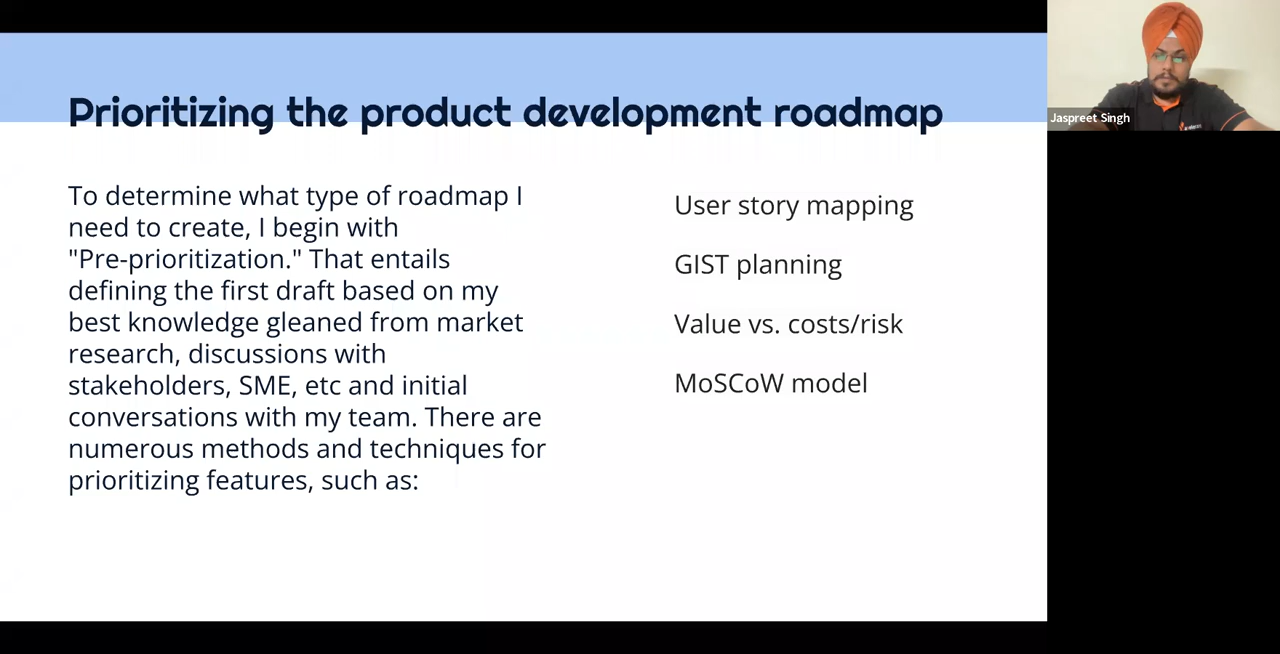 Prioritizing the product development roadmap
To determine what type of roadmap I
need to create, I begin with
"Pre-prioritization." That entails
defining the first draft based on my
best knowledge gleaned from market
research, discussions with
stakeholders, SME, etc and initial
conversations with my team. There are
numerous methods and techniques for
prioritizing features, such as:
User story mapping
GIST planning
Value vs. costs/risk
MoSCoW model
Jaspreet Singh